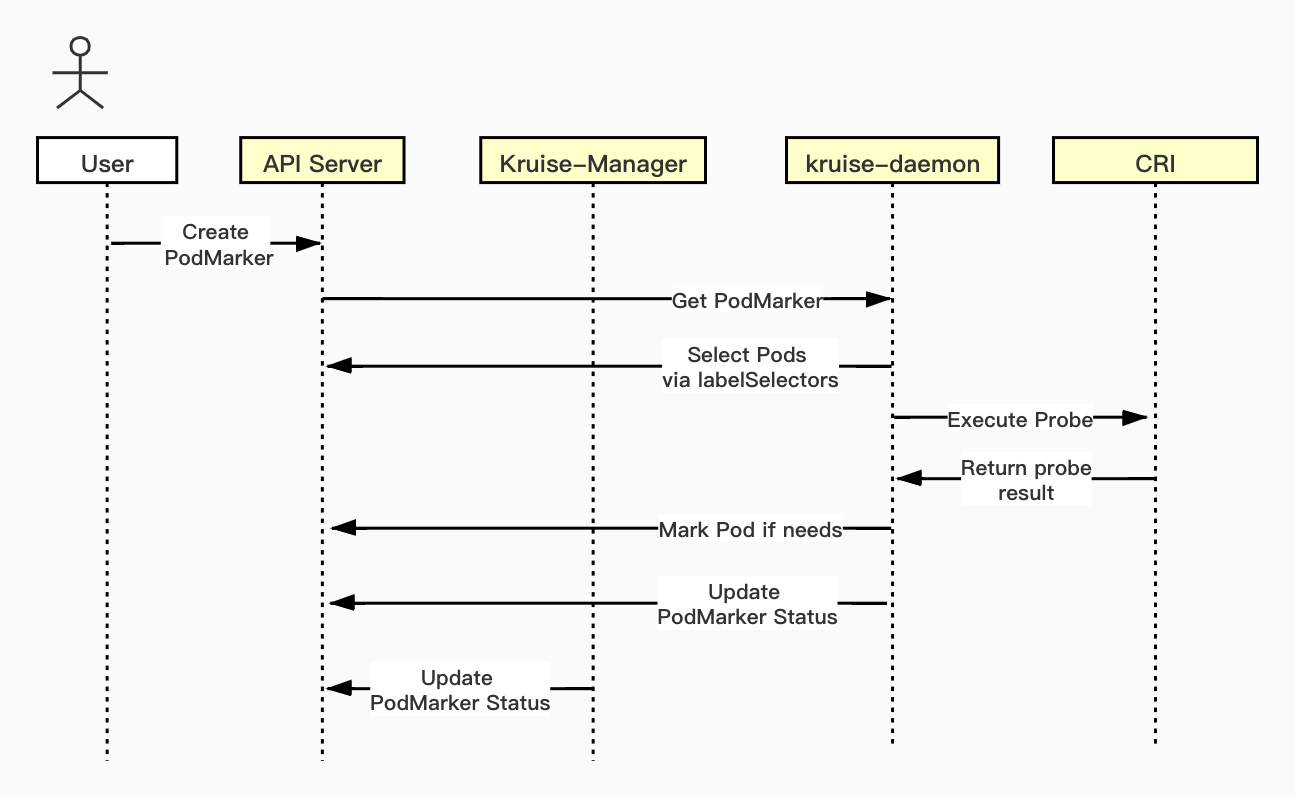 User
API Server
Kruise-Manager
kruise-daemon
CRI
Create
PodMarker
Get PodMarker
Select Pods
via labelSelectors
Execute Probe
Return probe
result
Mark Pod if needs
Update
PodMarker Status
Update
PodMarker Status